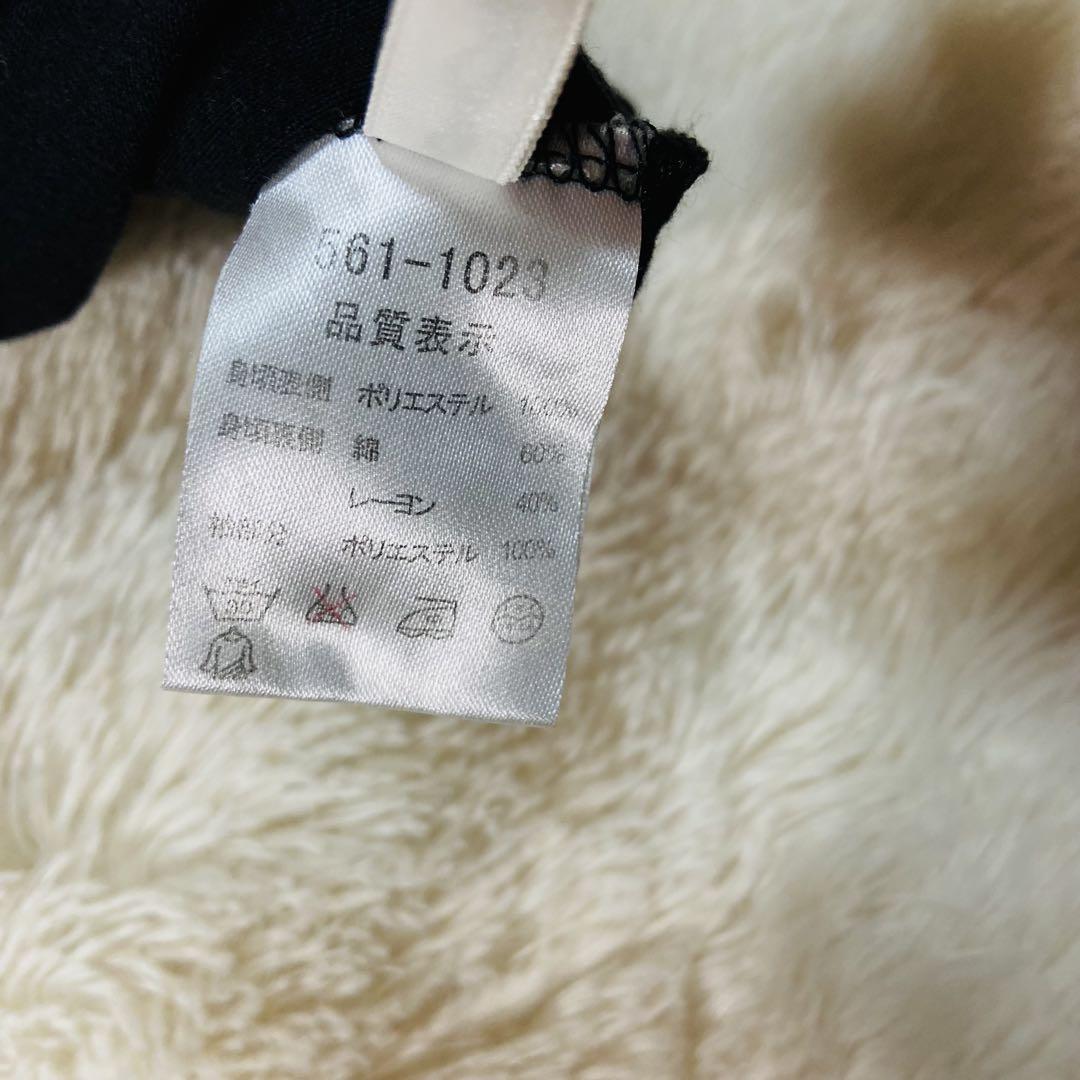 561-1023
品質表示
身頃表側 ポリエステル 100%
身頃裏側 綿 60%
レーヨン 40%
ポリエステル 100%
30